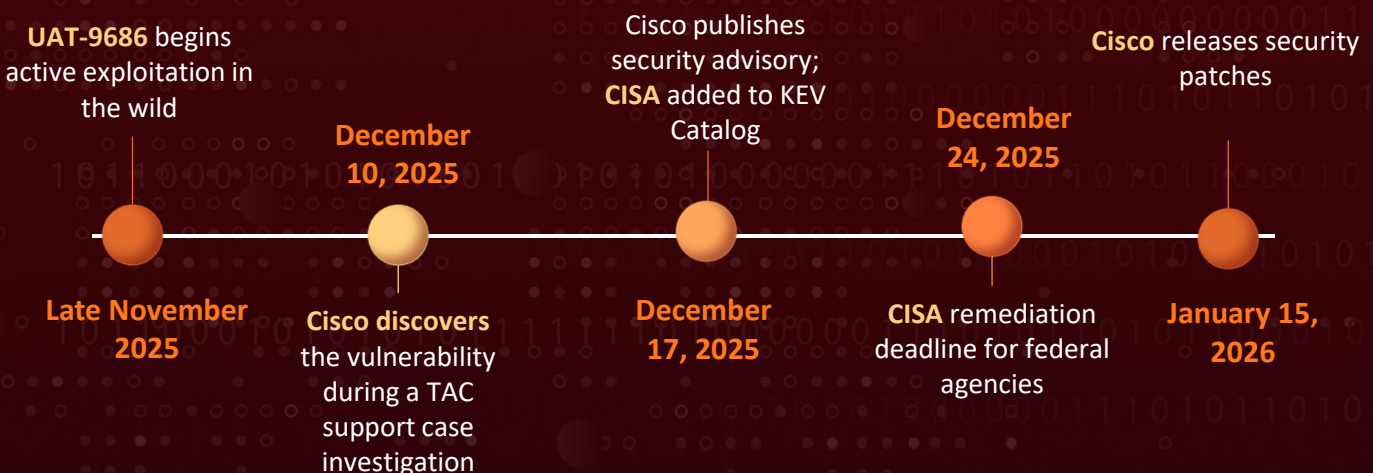 UAT-9686 begins
active exploitation in
the wild
Late November
2025
December
10, 2025
Cisco discovers
the vulnerability
during a TAC
support case
investigation
Cisco publishes
security advisory;
CISA added to KEV
Catalog
December
17, 2025
December
24, 2025
CISA remediation
deadline for federal
agencies
Cisco releases security
patches
January 15,
2026